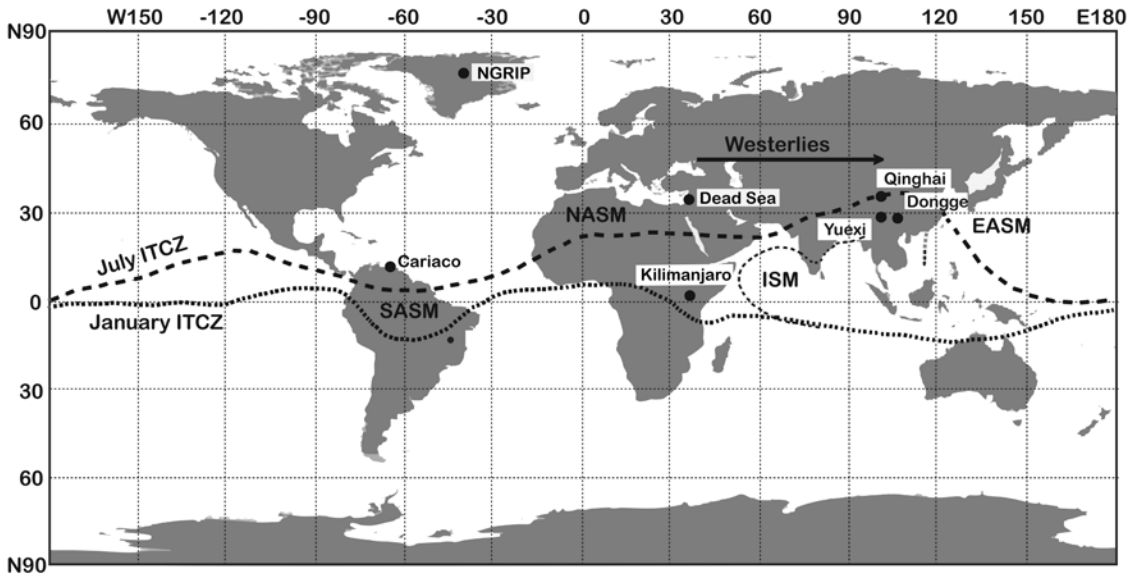 W150 -120 -90 -60 -30 0 30 60 90 120 150 E180
N90
NGRIP
60
Westerlies
Qinghai
Dead Sea
Dongge
30
NASM
EASM
Yuexi
July ITCZ
Cariaco
Kilimanjaro
ISM
0
SASM
January ITCZ
30
60
N90